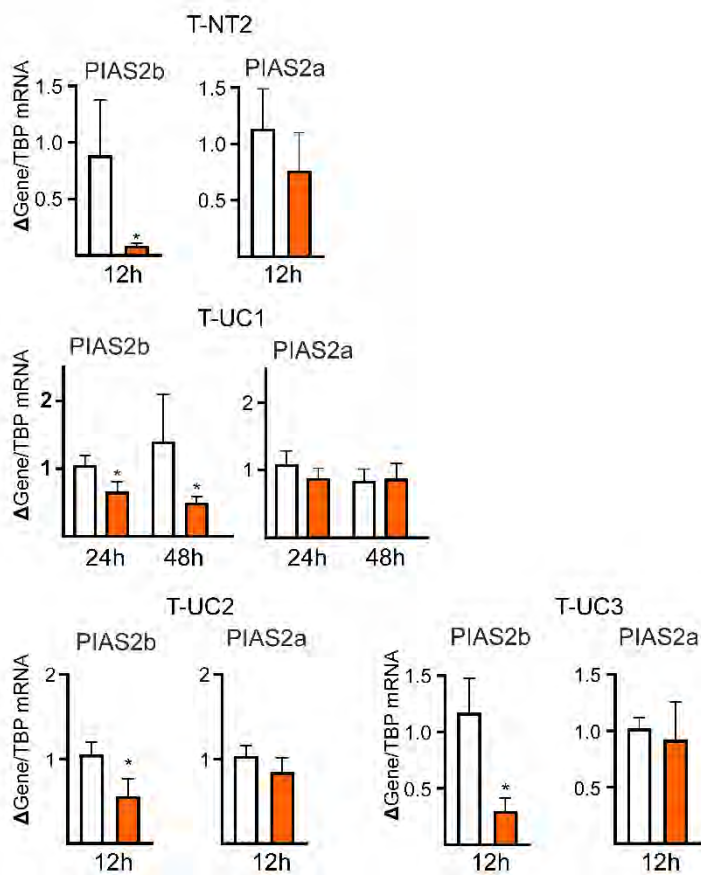 T-NT2
PIAS2b
PIAS2a
ΔGene/TBP mRNA
1.5
1.0
0.5
*
12h
1.5
1.0
0.5
12h
T-UC1
PIAS2b
PIAS2a
ΔGene/TBP mRNA
2
1
*
*
24h 48h
2
1
24h 48h
T-UC2
PIAS2b
PIAS2a
ΔGene/TBP mRNA
2
1
*
12h
2
1
12h
T-UC3
PIAS2b
PIAS2a
ΔGene/TBP mRNA
1.5
1.0
0.5
*
12h
1.5
1.0
0.5
12h